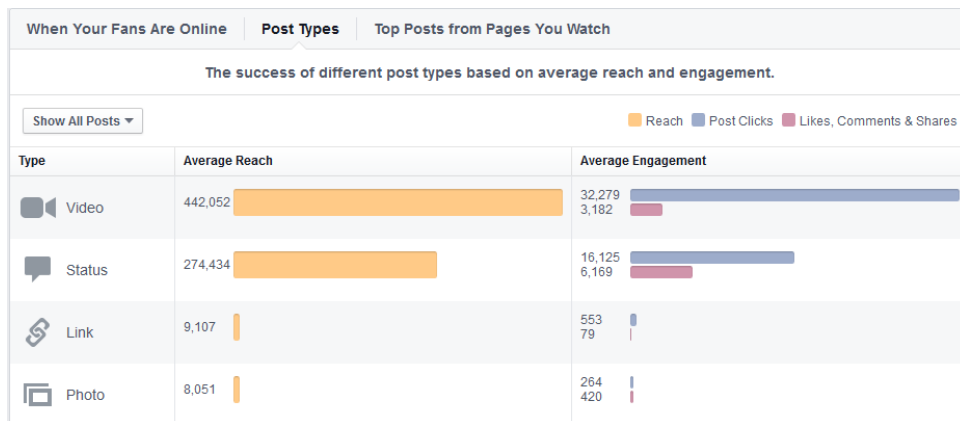 When Your Fans Are Online Post Types Top Posts from Pages You Watch
The success of different post types based on average reach and engagement.
Show All Posts Reach Post Clicks Likes, Comments & Shares
Type Average Reach Average Engagement
Video 442,052 32,279
3,182
Status 274,434 16,125
6,169
Link 9,107 553
79
Photo 8,051 264
420